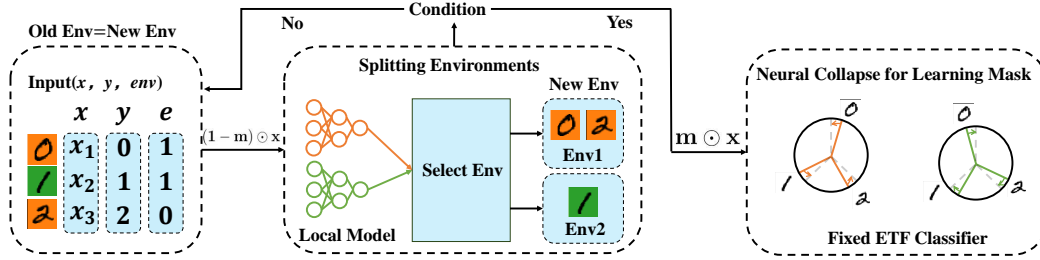 Condition
No
Yes
Old Env=New Env
Input(x, y, env)
x y e
0 x₁ 0 1
1 x₂ 1 1
2 x₃ 2 0
(1 − m) ⊙ x
Splitting Environments
Local Model
Select Env
New Env
0 2
Env1
1
Env2
m ⊙ x
Neural Collapse for Learning Mask
0 0
1 2 1 2
Fixed ETF Classifier